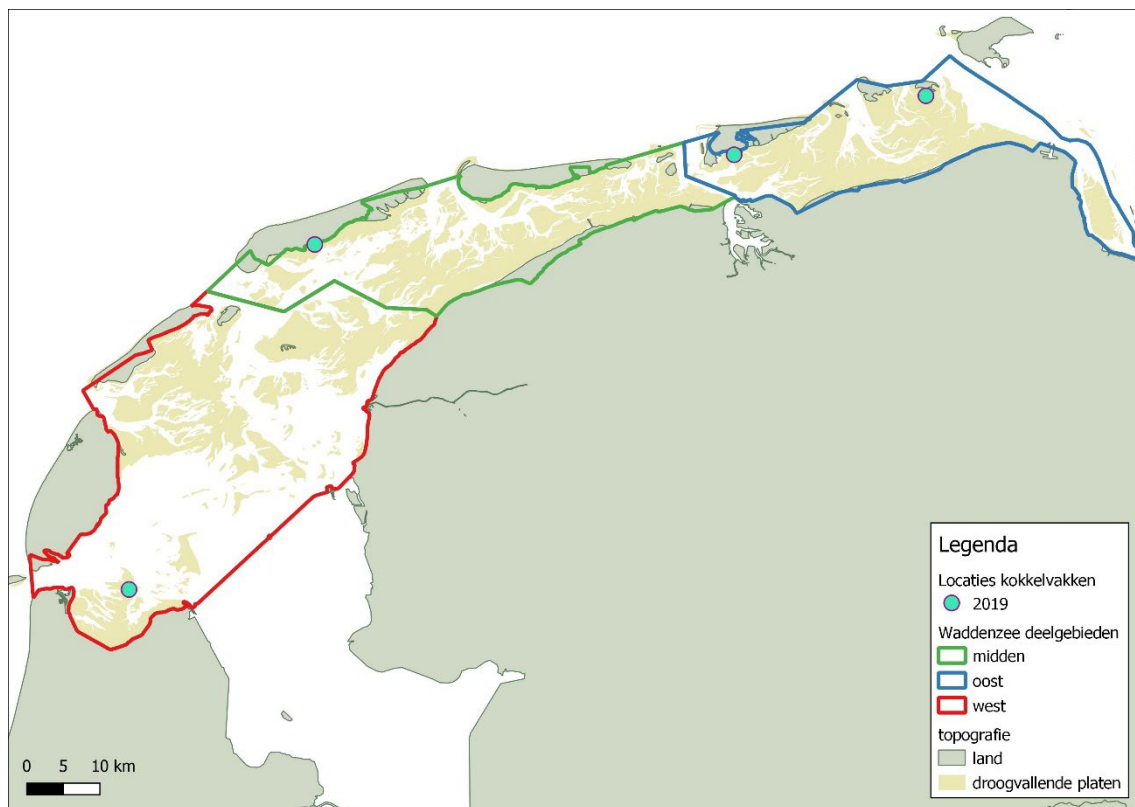 Legenda
Locaties kokkelvakken
2019
Waddenzee deelgebieden
midden
oost
west
topografie
land
droogvallende platen
0 5 10 km